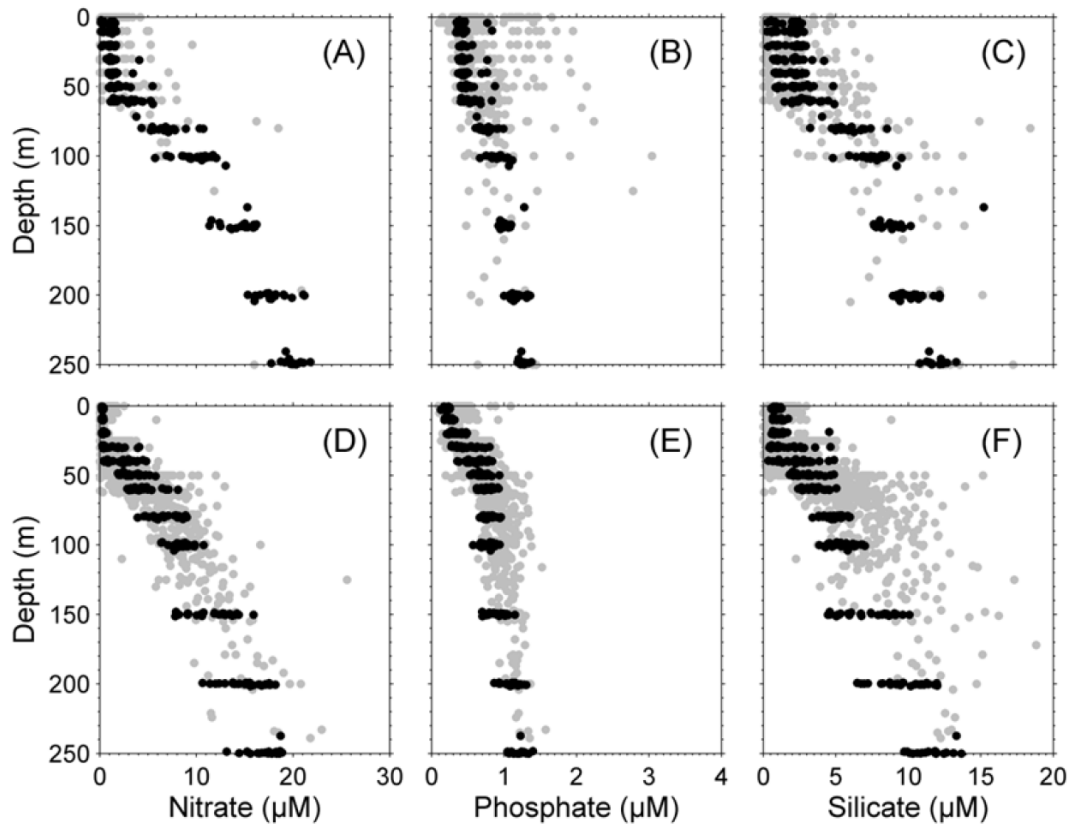 0
50
100
150
200
250
Depth (m)
(A)
(B)
(C)
0
50
100
150
200
250
Depth (m)
(D)
(E)
(F)
0 10 20 30
0 1 2 3 4
0 5 10 15 20
Nitrate (µM)
Phosphate (µM)
Silicate (µM)